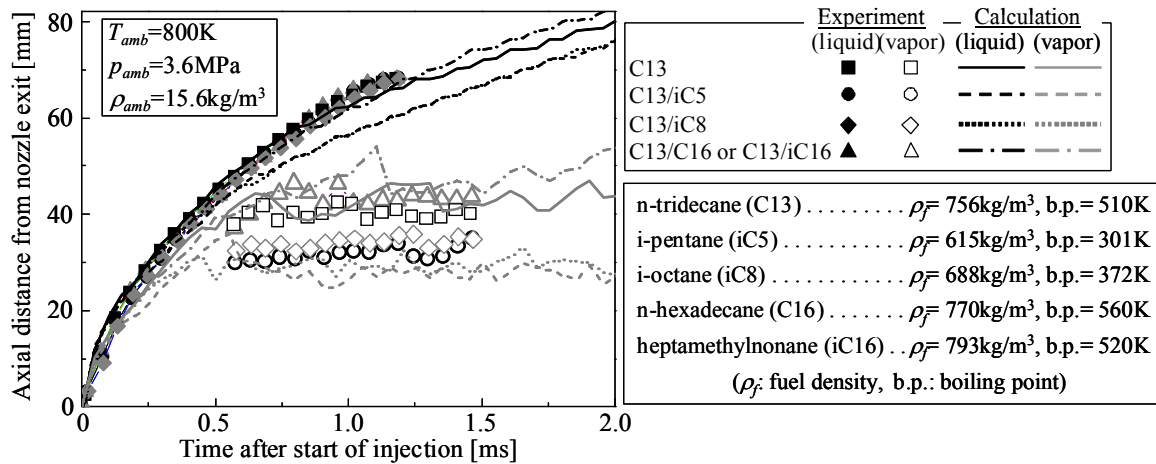 80
60
40
20
0
Axial distance from nozzle exit [mm]
T_amb=800K
p_amb=3.6MPa
ρ_amb=15.6kg/m³
0 0.5 1.0 1.5 2.0
Time after start of injection [ms]
Experiment Calculation
(liquid) (vapor) (liquid) (vapor)
C13
C13/iC5
C13/iC8
C13/C16 or C13/iC16
n-tridecane (C13) . . . . . . . . . . ρ_f= 756kg/m³, b.p.= 510K
i-pentane (iC5) . . . . . . . . . . . . ρ_f= 615kg/m³, b.p.= 301K
i-octane (iC8) . . . . . . . . . . . . . ρ_f= 688kg/m³, b.p.= 372K
n-hexadecane (C16) . . . . . . . . ρ_f= 770kg/m³, b.p.= 560K
heptamethylnonane (iC16) . . ρ_f= 793kg/m³, b.p.= 520K
(ρ_f: fuel density, b.p.: boiling point)